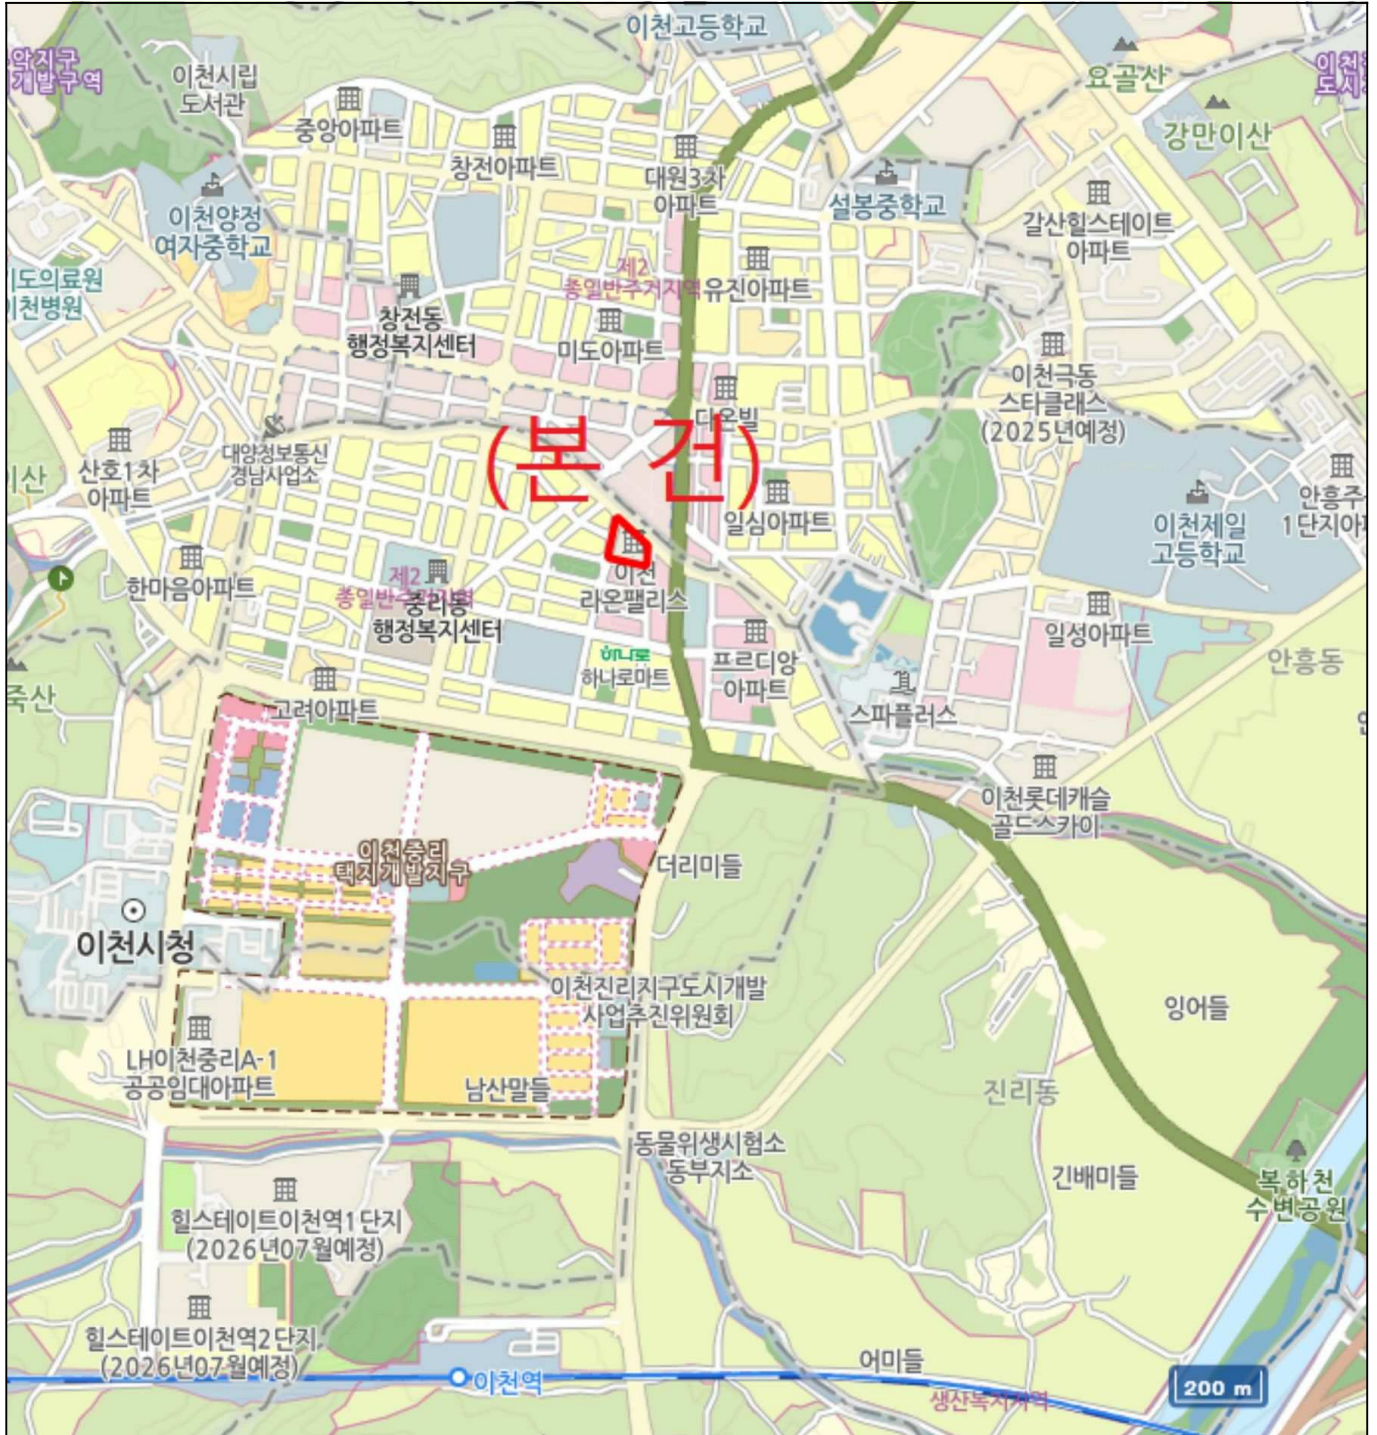 이천고등학교
악지구
개발구역
이천시립
도서관
요골산
강만이산
중앙아파트
창전아파트
대원3차
아파트
설봉중학교
갈산힐스테이트
아파트
이천양정
여자중학교
도의료원
이천병원
제2
종일반주거지역
유진아파트
창전동
행정복지센터
미도아파트
이천극동
스타클래스
(2025년예정)
다온빌
(본 건)
산호1차
아파트
대양정보통신
경남사업소
일심아파트
이천제일
고등학교
안흥주
1단지아파
이산
한마음아파트
제2
중리동
행정복지센터
이천
라온팰리스
하나로
하나로마트
프르디앙
아파트
일성아파트
안흥동
죽산
고려아파트
스파플러스
이천롯데캐슬
골드스카이
이천중리
택지개발지구
더리미들
이천시청
이천진리지구도시개발
사업추진위원회
잉어들
LH이천중리A-1
공공임대아파트
남산말들
진리동
동물위생시험소
동부지소
긴배미들
복하천
수변공원
힐스테이트이천역1단지
(2026년07월예정)
힐스테이트이천역2단지
(2026년07월예정)
어미들
이천역
생산녹지지역
200 m